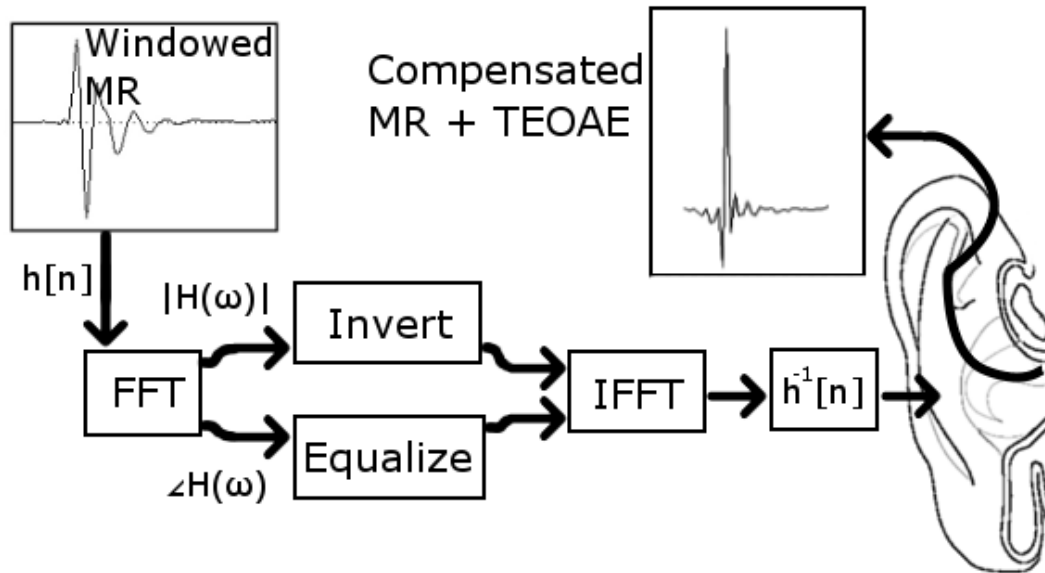 Windowed
MR
Compensated
MR + TEOAE
h[n]
|H(ω)|
Invert
FFT
IFFT
h⁻¹[n]
Equalize
∠H(ω)